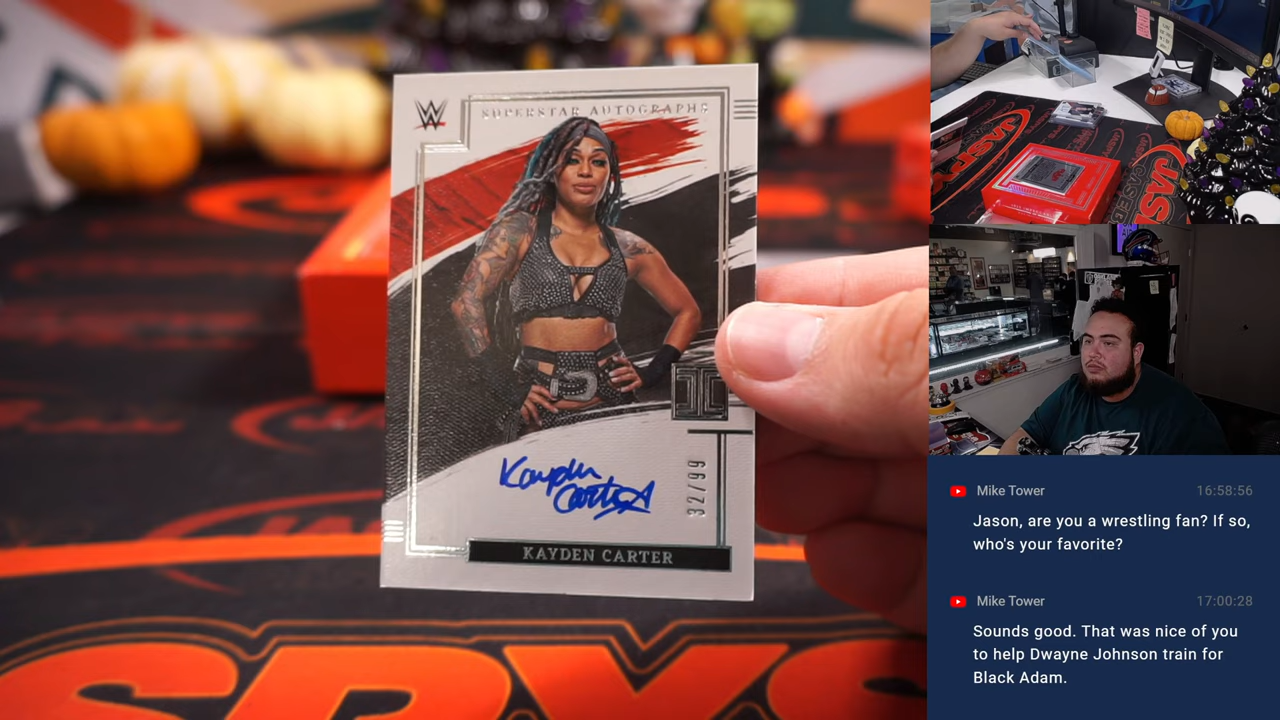 W
SUPERSTAR AUTOGRAPHS
Kayden
Carter
32/99
KAYDEN CARTER
Mike Tower 16:58:56
Jason, are you a wrestling fan? If so,
who's your favorite?
Mike Tower 17:00:28
Sounds good. That was nice of you
to help Dwayne Johnson train for
Black Adam.